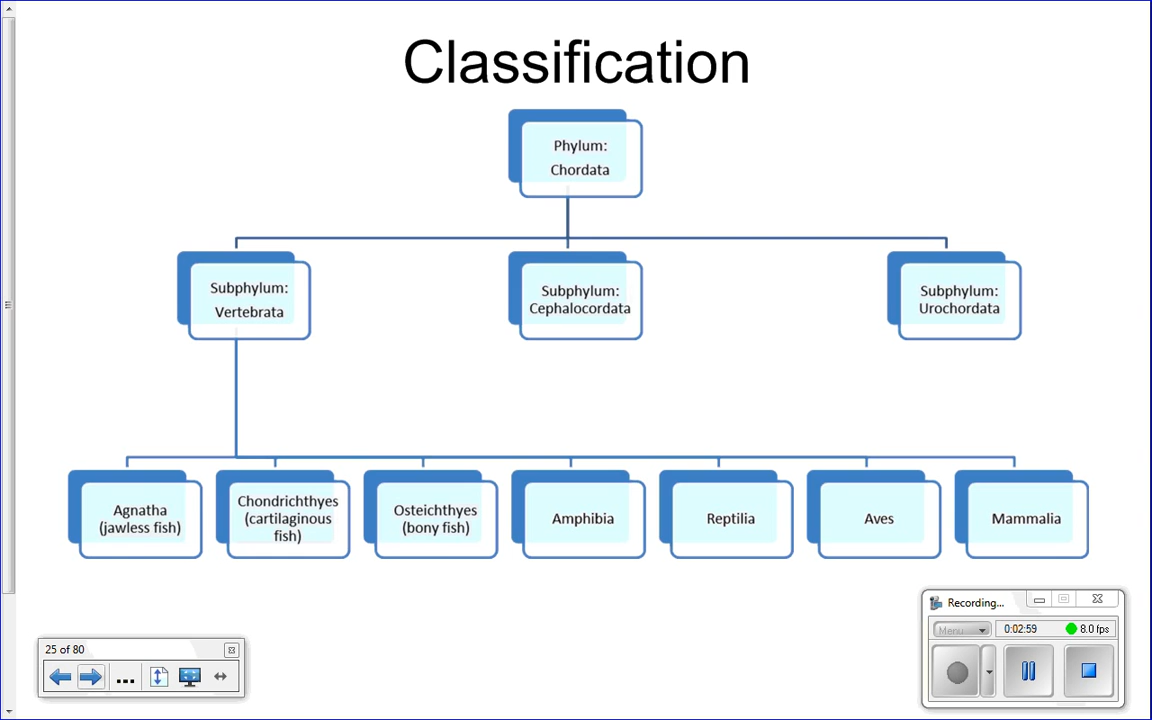 Classification
Phylum:
Chordata
Subphylum:
Vertebrata
Subphylum:
Cephalocordata
Subphylum:
Urochordata
Agnatha
(jawless fish)
Chondrichthyes
(cartilaginous
fish)
Osteichthyes
(bony fish)
Amphibia
Reptilia
Aves
Mammalia
25 of 80
...
Recording...
Menu
0:02:59
8.0 fps